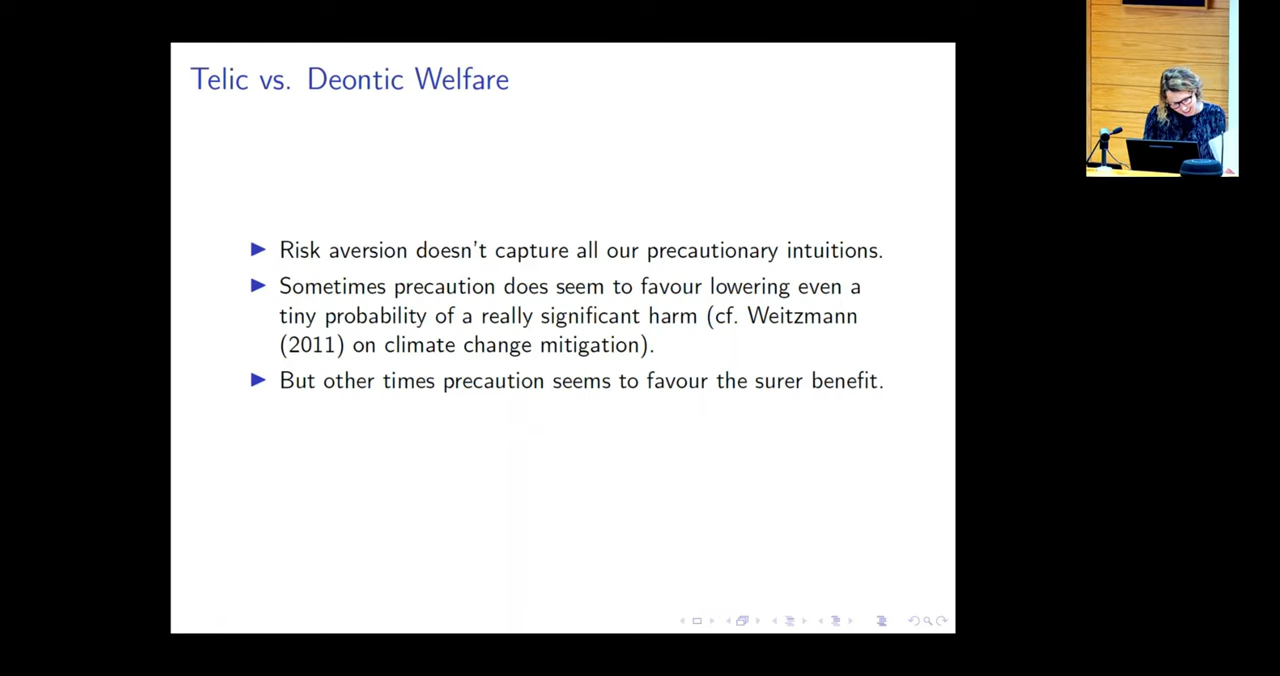 Telic vs. Deontic Welfare
Risk aversion doesn't capture all our precautionary intuitions.
Sometimes precaution does seem to favour lowering even a
tiny probability of a really significant harm (cf. Weitzmann
(2011) on climate change mitigation).
But other times precaution seems to favour the surer benefit.